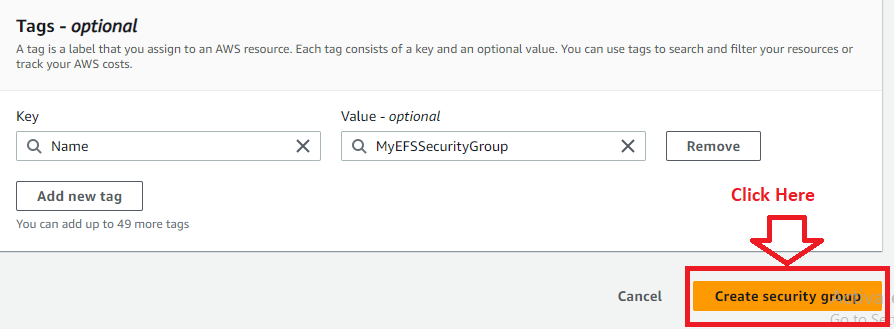 Tags - optional
A tag is a label that you assign to an AWS resource. Each tag consists of a key and an optional value. You can use tags to search and filter your resources or
track your AWS costs.
Key
Value - optional
Name
MyEFSSecurityGroup
Remove
Add new tag
You can add up to 49 more tags
Click Here
Cancel
Create security group
Go to Se